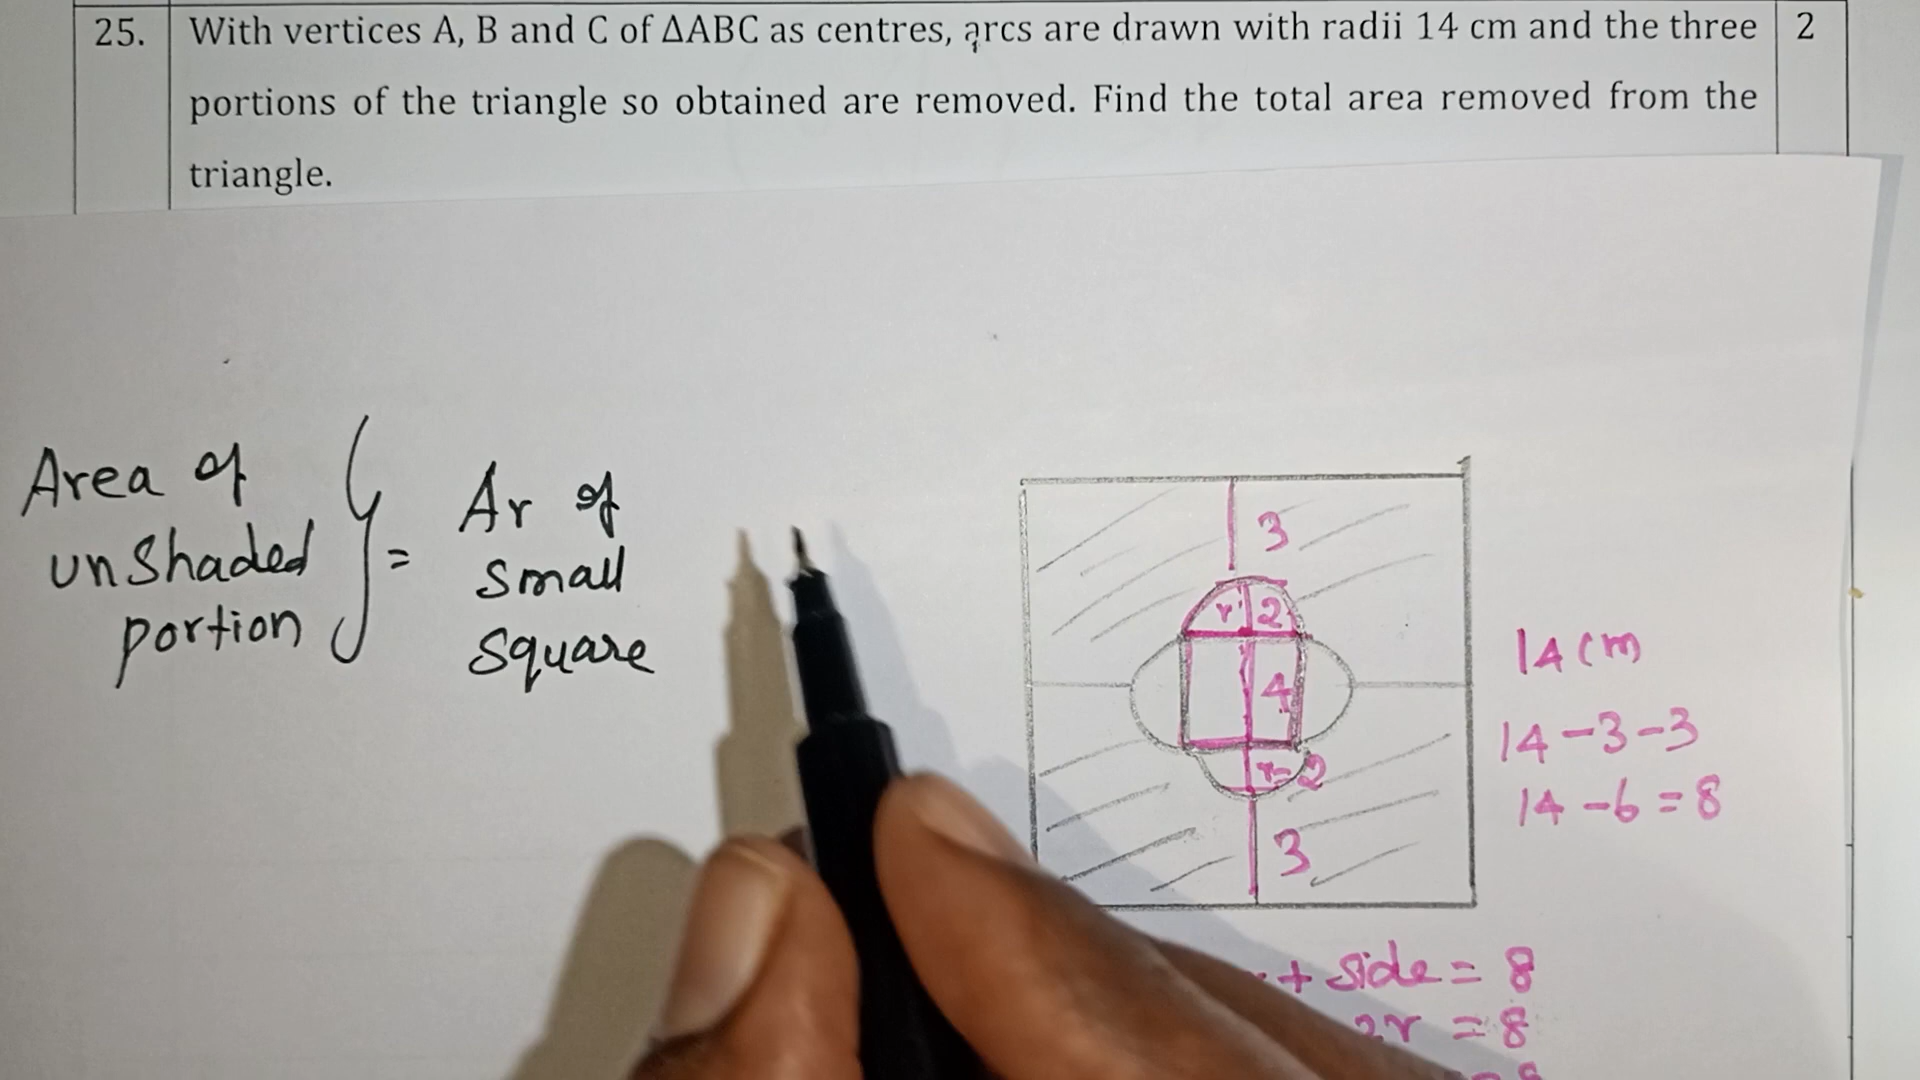 25. With vertices A, B and C of ΔABC as centres, arcs are drawn with radii 14 cm and the three 2
portions of the triangle so obtained are removed. Find the total area removed from the
triangle.
Area of
unshaded
portion
=
Ar of
small
square
3
r 2
4
r=2
3
14 cm
14-3-3
14-6=8
+ side = 8
2r = 8